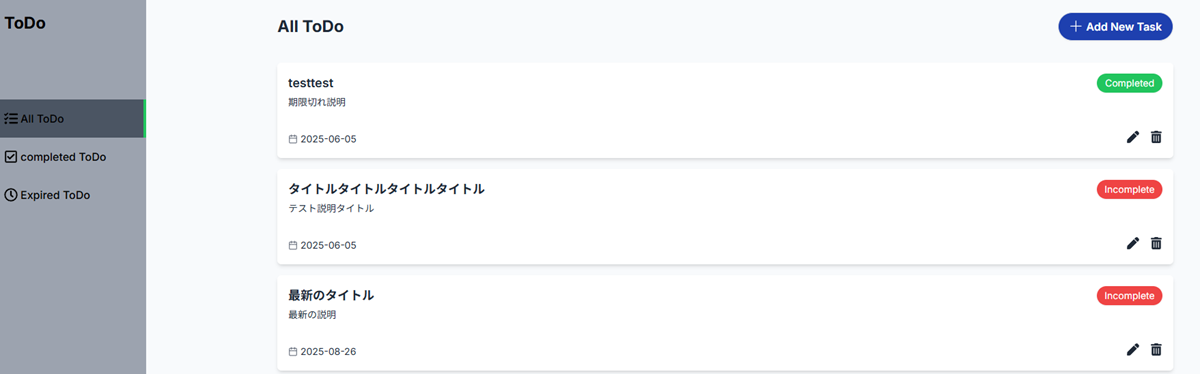 ToDo
All ToDo
completed ToDo
Expired ToDo
All ToDo
Add New Task
testtest
Completed
期限切れ説明
2025-06-05
タイトルタイトルタイトルタイトル
Incomplete
テスト説明タイトル
2025-06-05
最新のタイトル
Incomplete
最新の説明
2025-08-26